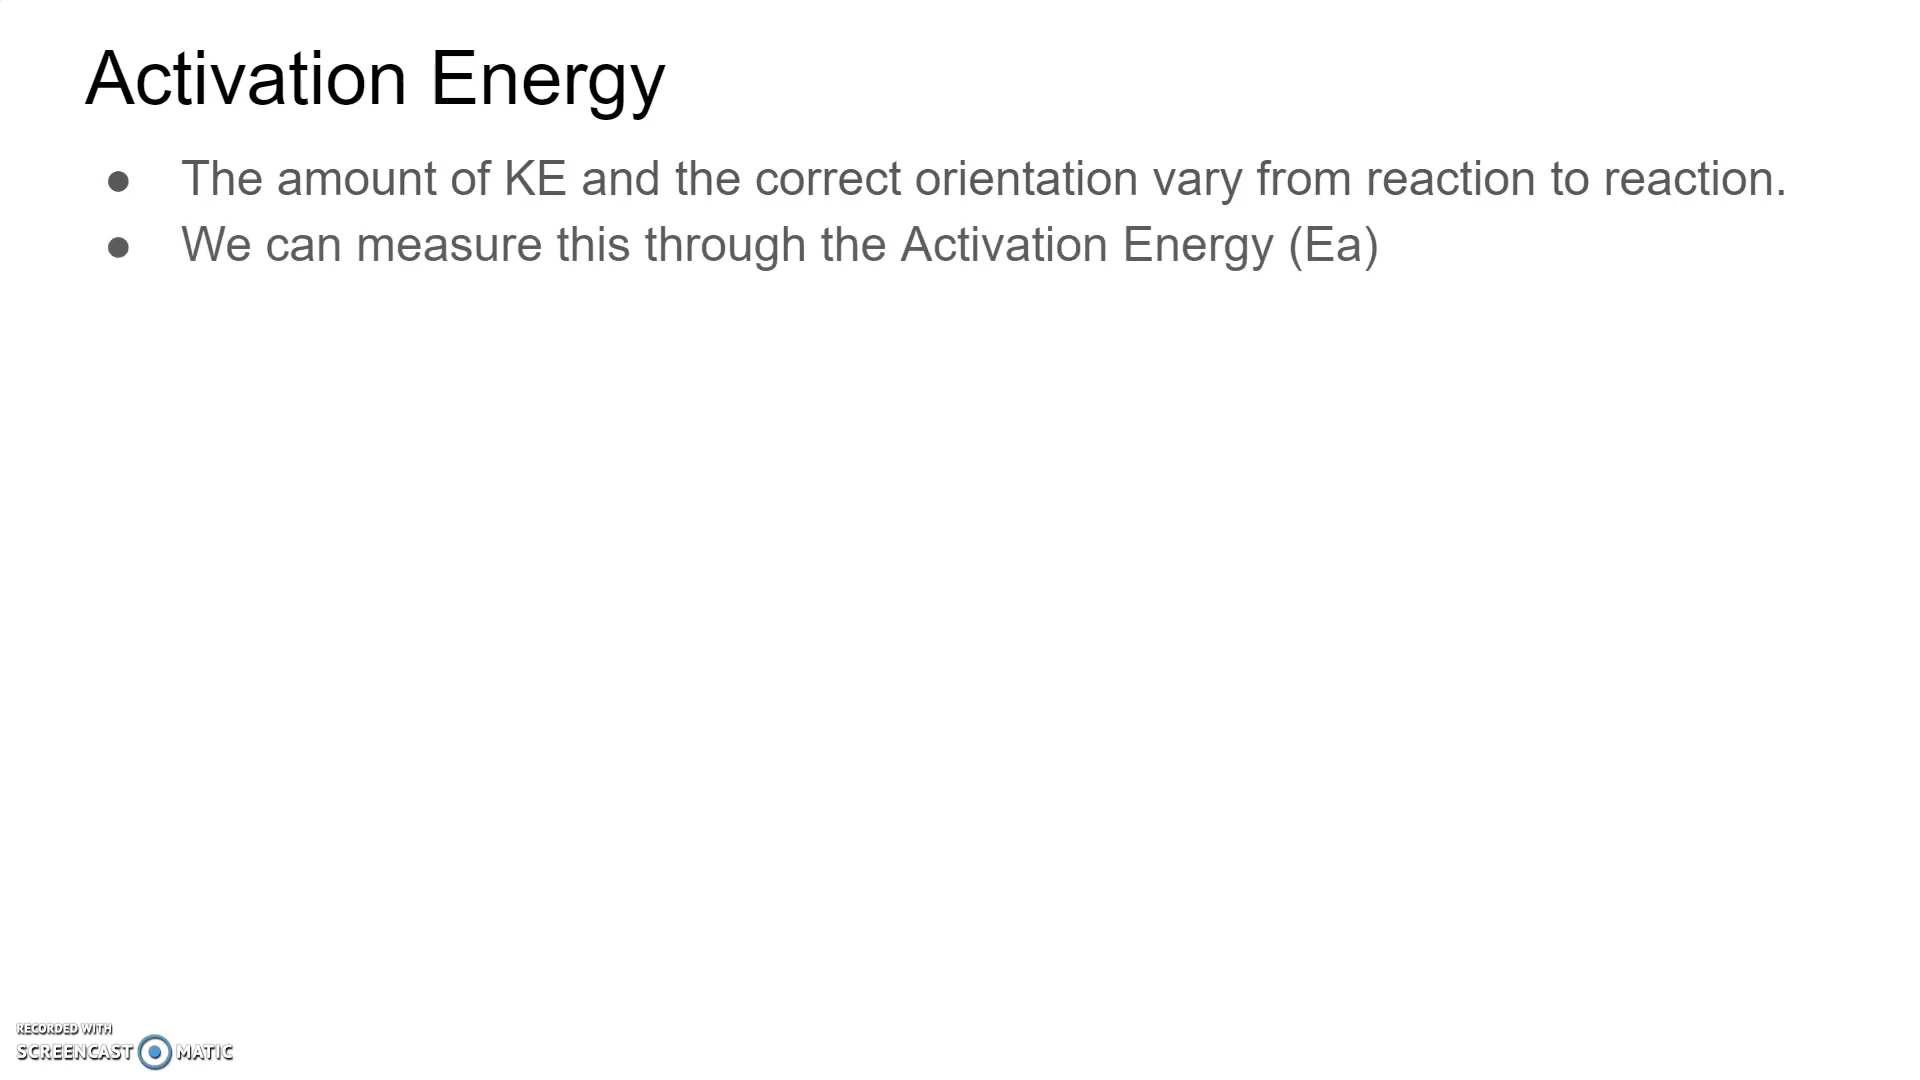 Activation Energy
● The amount of KE and the correct orientation vary from reaction to reaction.
● We can measure this through the Activation Energy (Ea)
RECORDED WITH
SCREENCAST MATIC